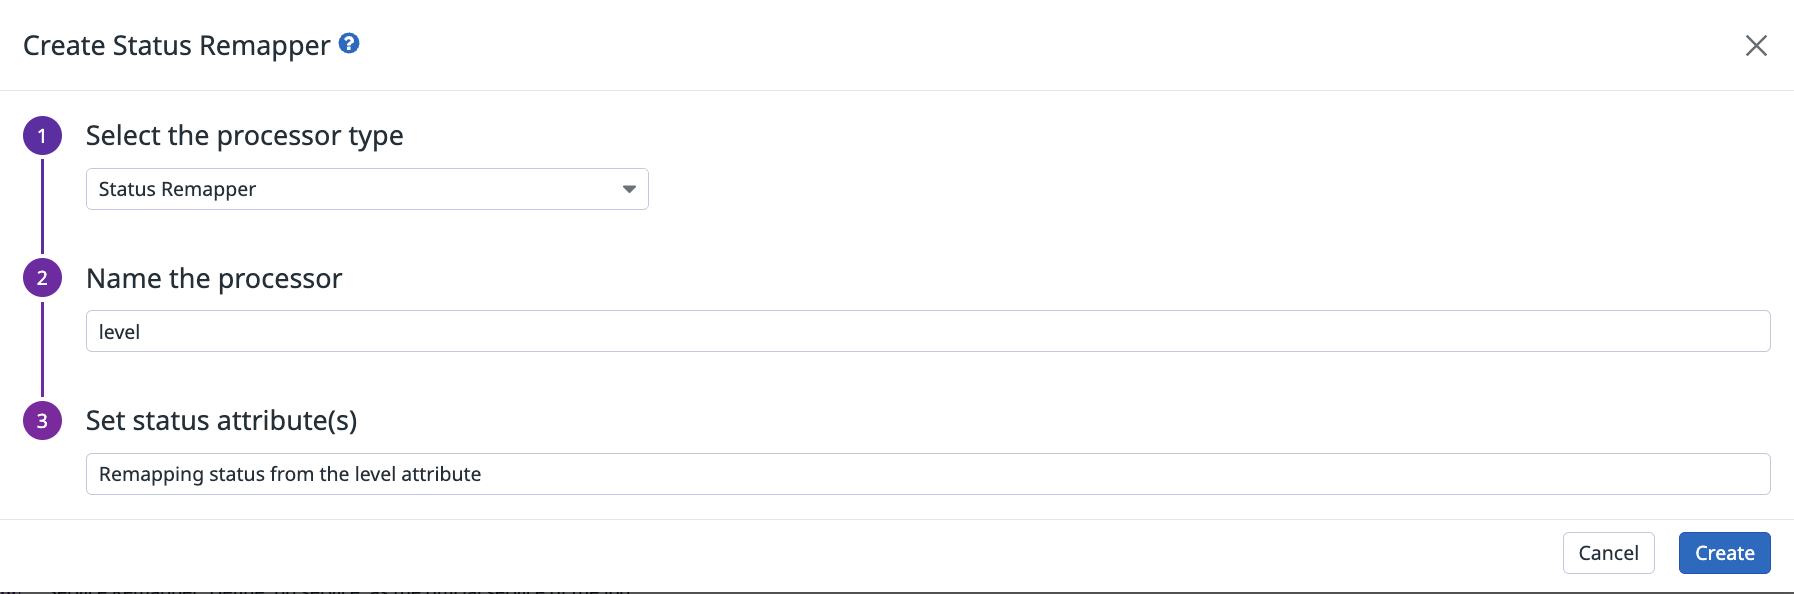 Create Status Remapper ?
1 Select the processor type
Status Remapper
2 Name the processor
level
3 Set status attribute(s)
Remapping status from the level attribute
Cancel Create